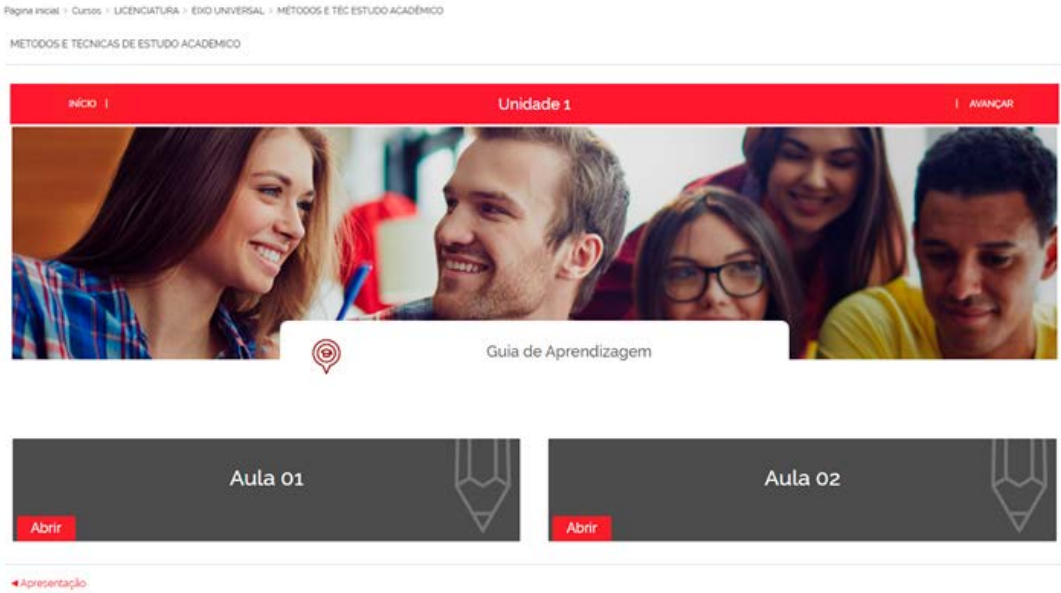 Página inicial > Cursos > LICENCIATURA > EIXO UNIVERSAL > MÉTODOS E TÉC ESTUDO ACADÊMICO
METODOS E TECNICAS DE ESTUDO ACADEMICO
INÍCIO | Unidade 1 | AVANÇAR
Guia de Aprendizagem
Aula 01 Aula 02
Abrir Abrir
◄ Apresentação